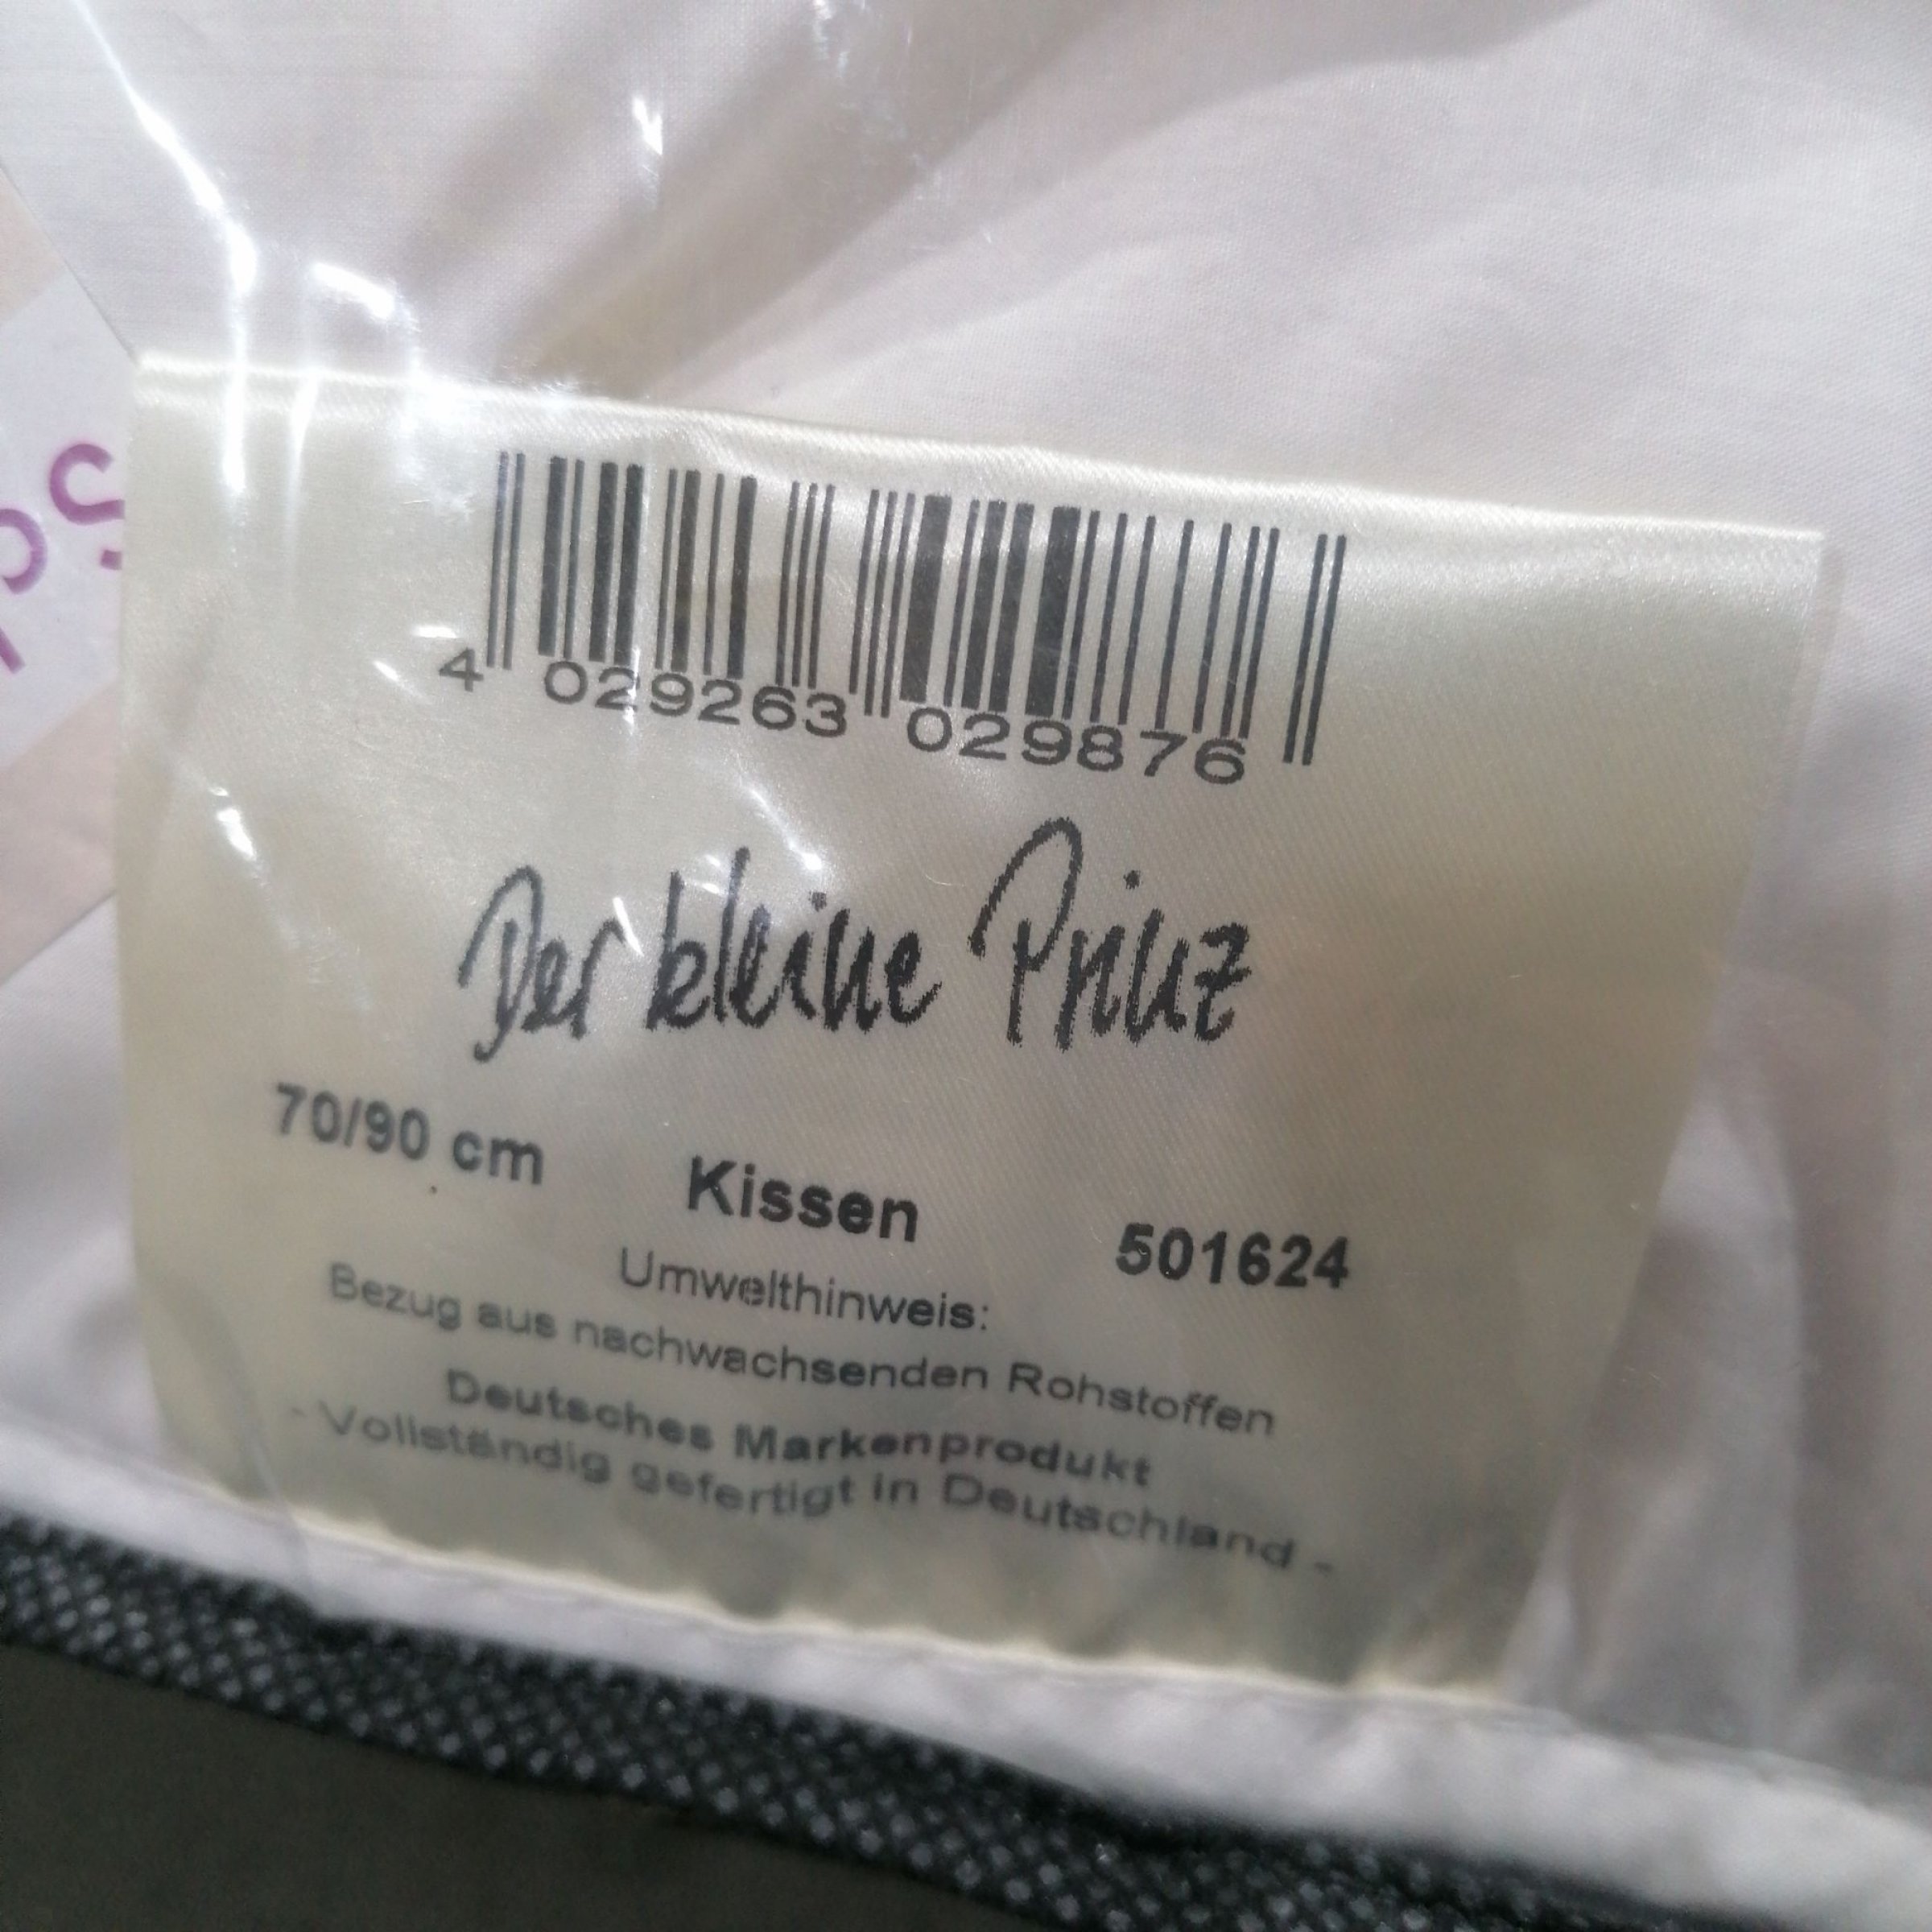 4 029263 029876
Der kleine Prinz
70/90 cm Kissen 501624
Umwelthinweis:
Bezug aus nachwachsenden Rohstoffen
Deutsches Markenprodukt
- Vollständig gefertigt in Deutschland -